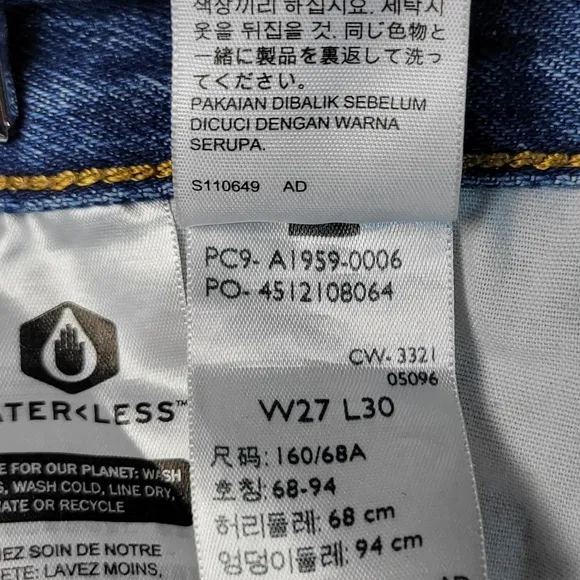 색상끼리 하십시요. 세탁시
옷을 뒤집을 것. 同じ色物と
一緒に製品を裏返して洗っ
てください。
PAKAIAN DIBALIK SEBELUM
DICUCI DENGAN WARNA
SERUPA.
S110649 AD
PC9- A1959-0006
PO- 4512108064
CW- 3321
05096
W27 L30
尺码: 160/68A
호칭: 68-94
허리둘레: 68 cm
엉덩이둘레: 94 cm
ATER<LESS™
E FOR OUR PLANET: WASH
S, WASH COLD, LINE DRY,
ATE OR RECYCLE
EZ SOIN DE NOTRE
ÈTE: LAVEZ MOINS,